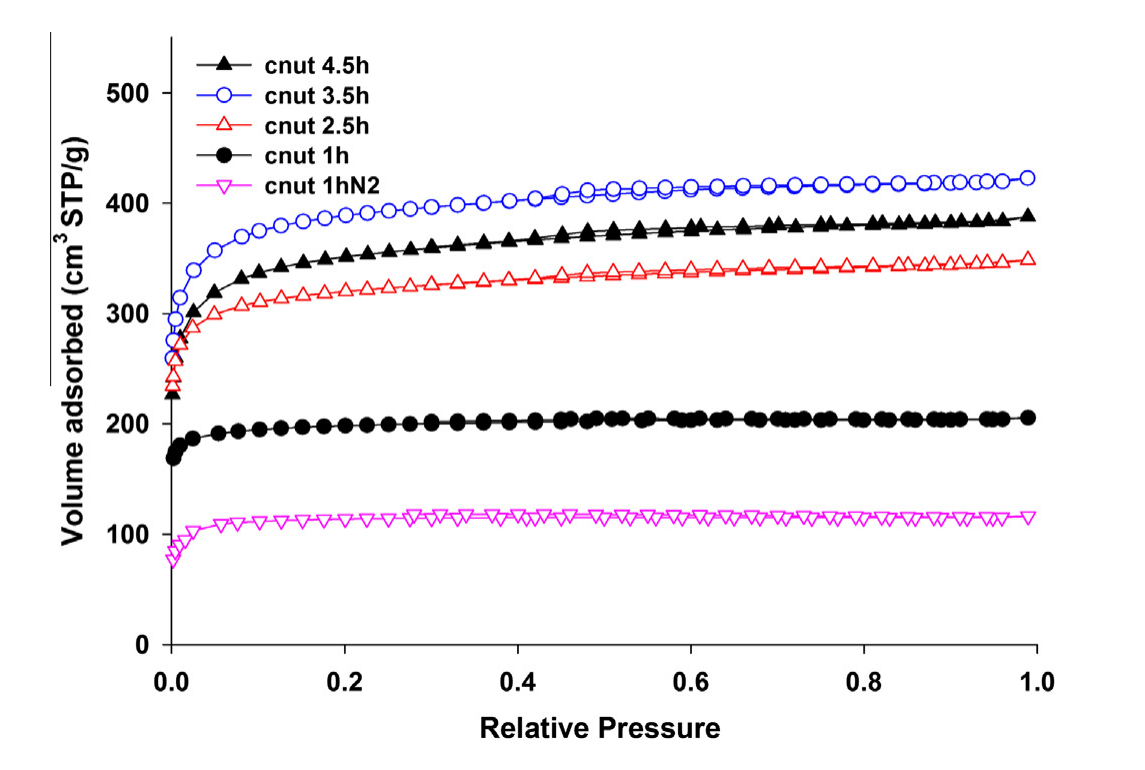 cnut 4.5h
cnut 3.5h
cnut 2.5h
cnut 1h
cnut 1hN2
Volume adsorbed (cm³ STP/g)
500
400
300
200
100
0
0.0 0.2 0.4 0.6 0.8 1.0
Relative Pressure